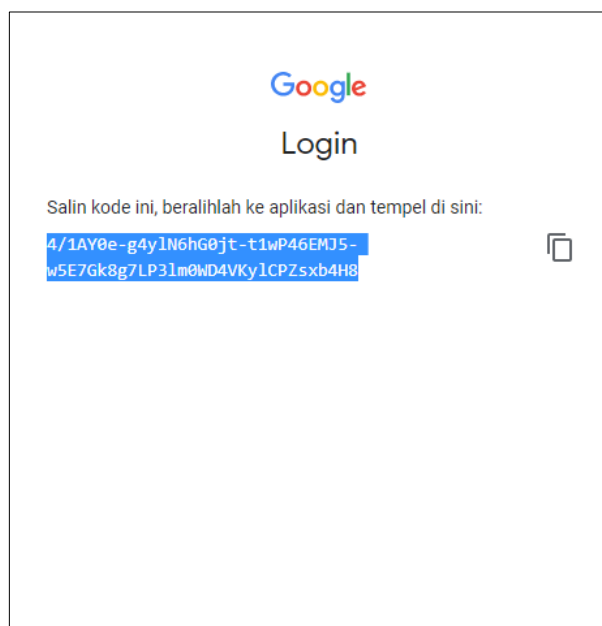 Google
Login
Salin kode ini, beralihlah ke aplikasi dan tempel di sini:
4/1AY0e-g4ylN6hG0jt-t1wP46EMJ5-
w5E7Gk8g7LP3lm0WD4VKylCPZsxb4H8